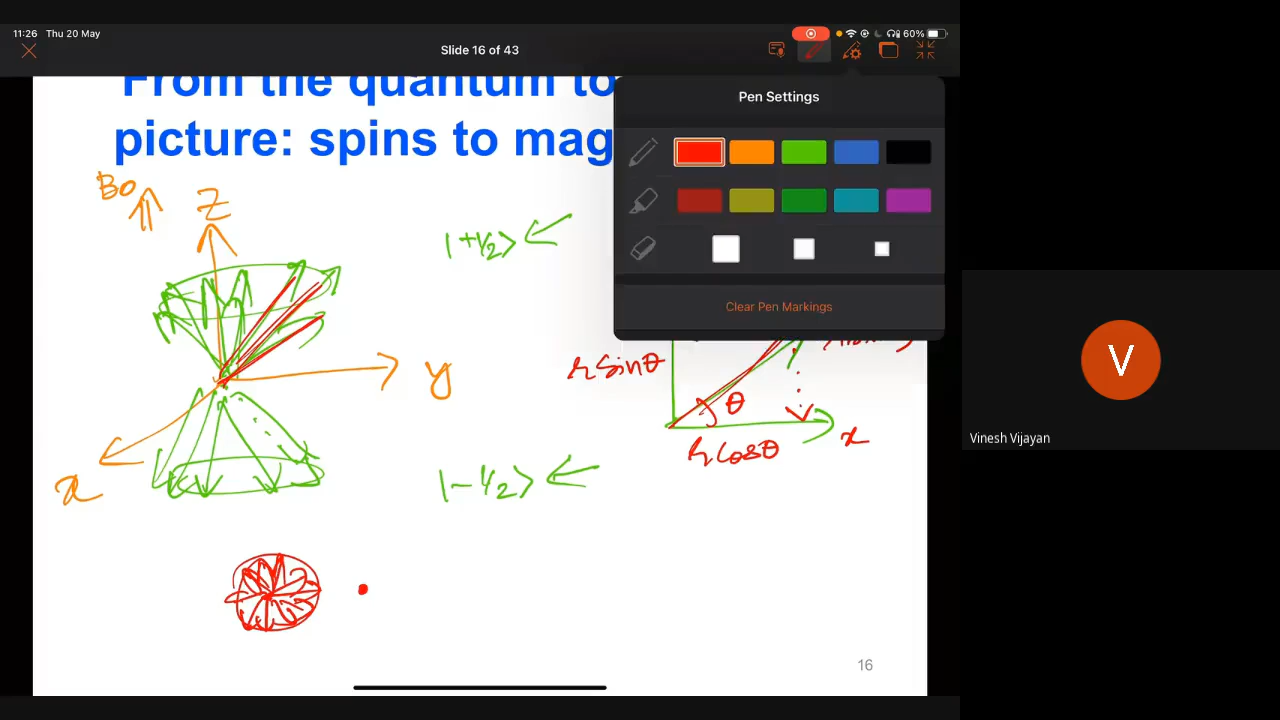 11:26 Thu 20 May
60%
Slide 16 of 43
From the quantum to
picture: spins to mag
Pen Settings
Clear Pen Markings
B0
Z
|+1/2>
y
x
|-1/2>
r sinθ
θ
r cosθ
x
16
V
Vinesh Vijayan